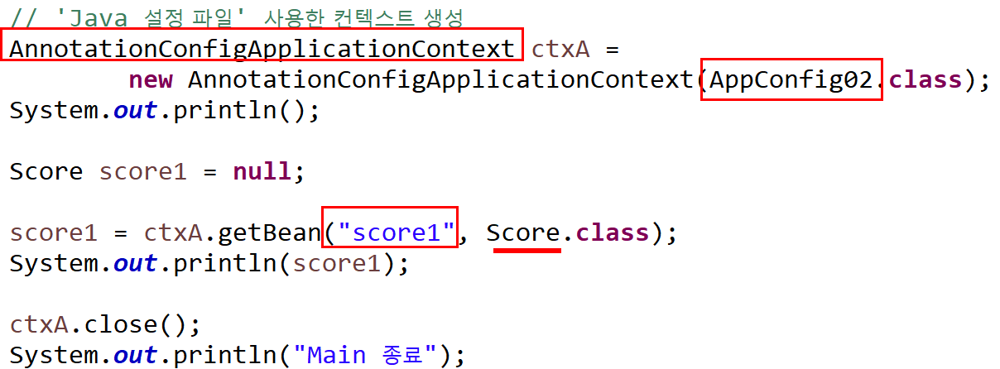 // 'Java 설정 파일' 사용한 컨텍스트 생성
AnnotationConfigApplicationContext ctxA =
new AnnotationConfigApplicationContext(AppConfig02.class);
System.out.println();
Score score1 = null;
score1 = ctxA.getBean("score1", Score.class);
System.out.println(score1);
ctxA.close();
System.out.println("Main 종료");